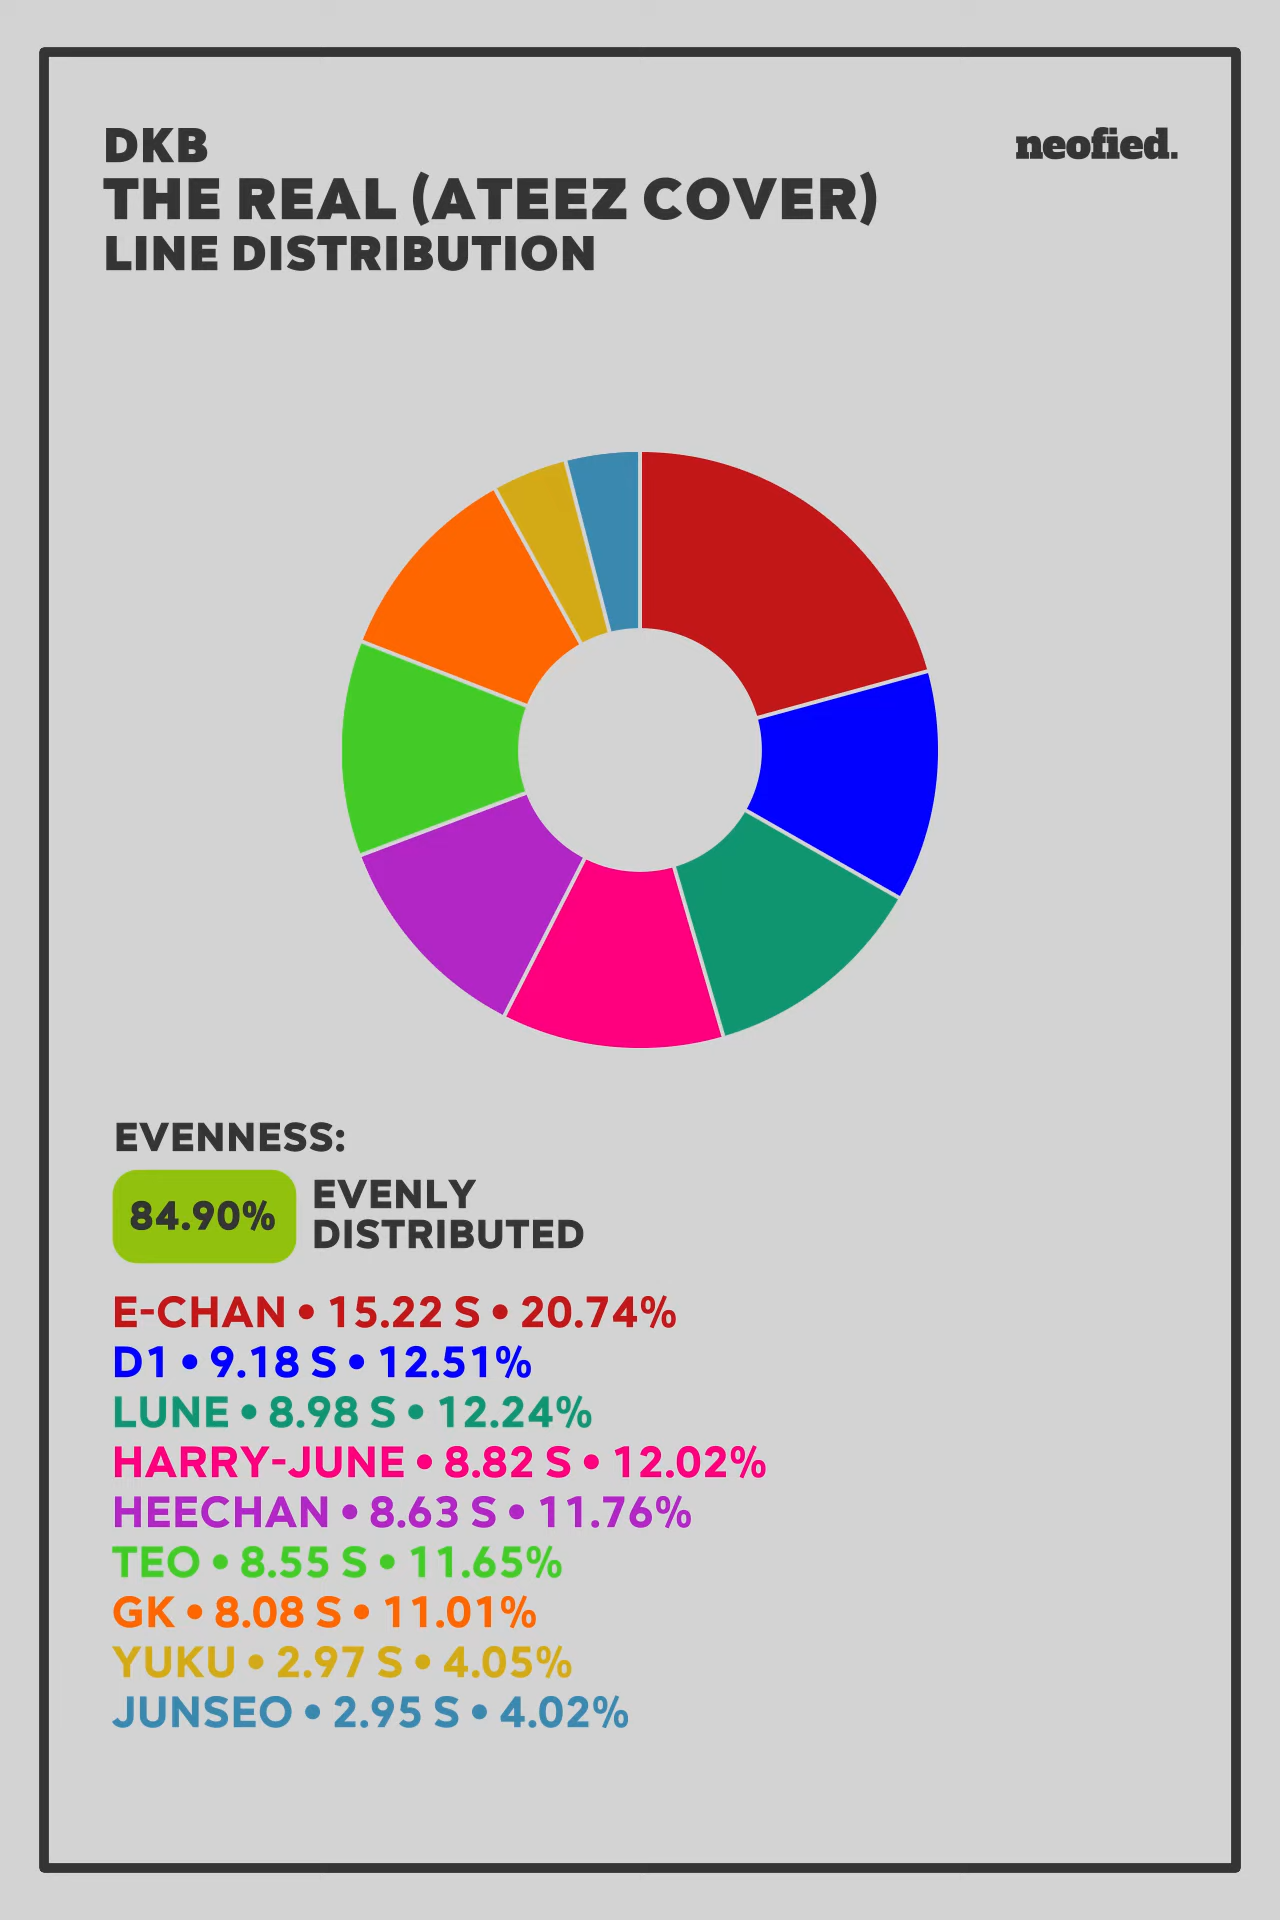 DKB
neofied.
THE REAL (ATEEZ COVER)
LINE DISTRIBUTION
EVENNESS:
84.90%
EVENLY
DISTRIBUTED
E-CHAN • 15.22 S • 20.74%
D1 • 9.18 S • 12.51%
LUNE • 8.98 S • 12.24%
HARRY-JUNE • 8.82 S • 12.02%
HEECHAN • 8.63 S • 11.76%
TEO • 8.55 S • 11.65%
GK • 8.08 S • 11.01%
YUKU • 2.97 S • 4.05%
JUNSEO • 2.95 S • 4.02%